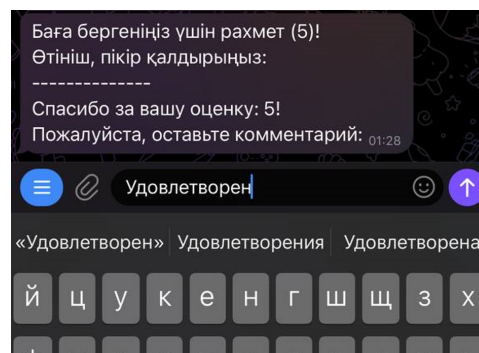 Баға бергеніңіз үшін рахмет (5)!
Өтініш, пікір қалдырыңыз:
--------------
Спасибо за вашу оценку: 5!
Пожалуйста, оставьте комментарий: 01:28
Удовлетворен
«Удовлетворен» Удовлетворения Удовлетворена
й ц у к е н г ш щ з х